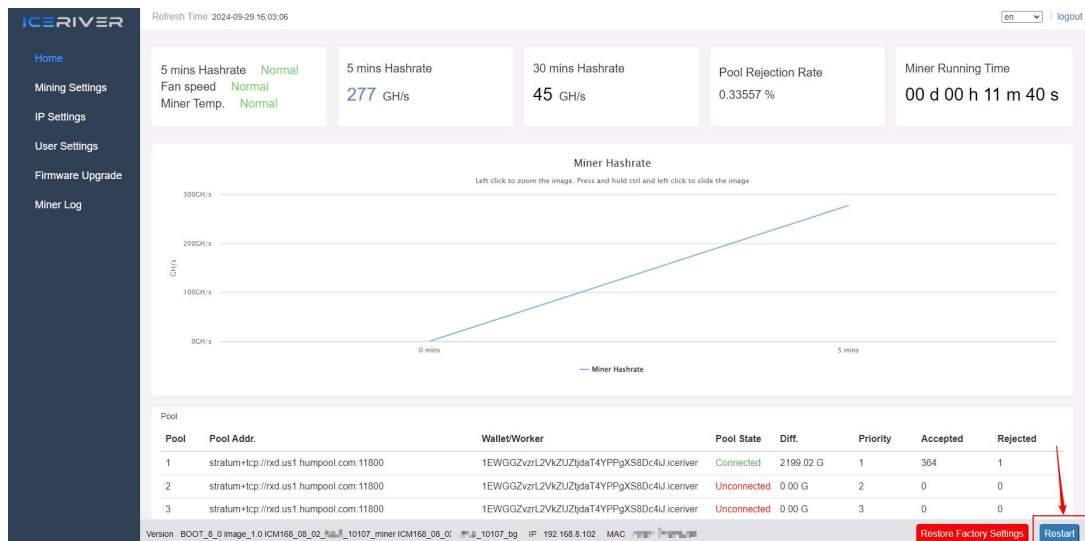 ICERIVER
Refresh Time 2024-09-29 16:03:06
en
logout
Home
Mining Settings
IP Settings
User Settings
Firmware Upgrade
Miner Log
5 mins Hashrate Normal
Fan speed Normal
Miner Temp. Normal
5 mins Hashrate
277 GH/s
30 mins Hashrate
45 GH/s
Pool Rejection Rate
0.33557 %
Miner Running Time
00 d 00 h 11 m 40 s
Miner Hashrate
Left click to zoom the image. Press and hold ctrl and left click to slide the image
300GH/s
200GH/s
100GH/s
0GH/s
GH/s
0 mins
5 mins
Miner Hashrate
Pool
Pool Pool Addr. Wallet/Worker Pool State Diff. Priority Accepted Rejected
1 stratum+tcp://rxd.us1.humpool.com:11800 1EWGGZvzrL2VkZUZtjdaT4YPPgXS8Dc4iJ.iceriver Connected 2199.02 G 1 364 1
2 stratum+tcp://rxd.us1.humpool.com:11800 1EWGGZvzrL2VkZUZtjdaT4YPPgXS8Dc4iJ.iceriver Unconnected 0.00 G 2 0 0
3 stratum+tcp://rxd.us1.humpool.com:11800 1EWGGZvzrL2VkZUZtjdaT4YPPgXS8Dc4iJ.iceriver Unconnected 0.00 G 3 0 0
Version BOOT_8_0 image_1.0 ICM168_08_02_ _10107_miner ICM168_08_0 _10107_bg IP 192.168.8.102 MAC
Restore Factory Settings
Restart